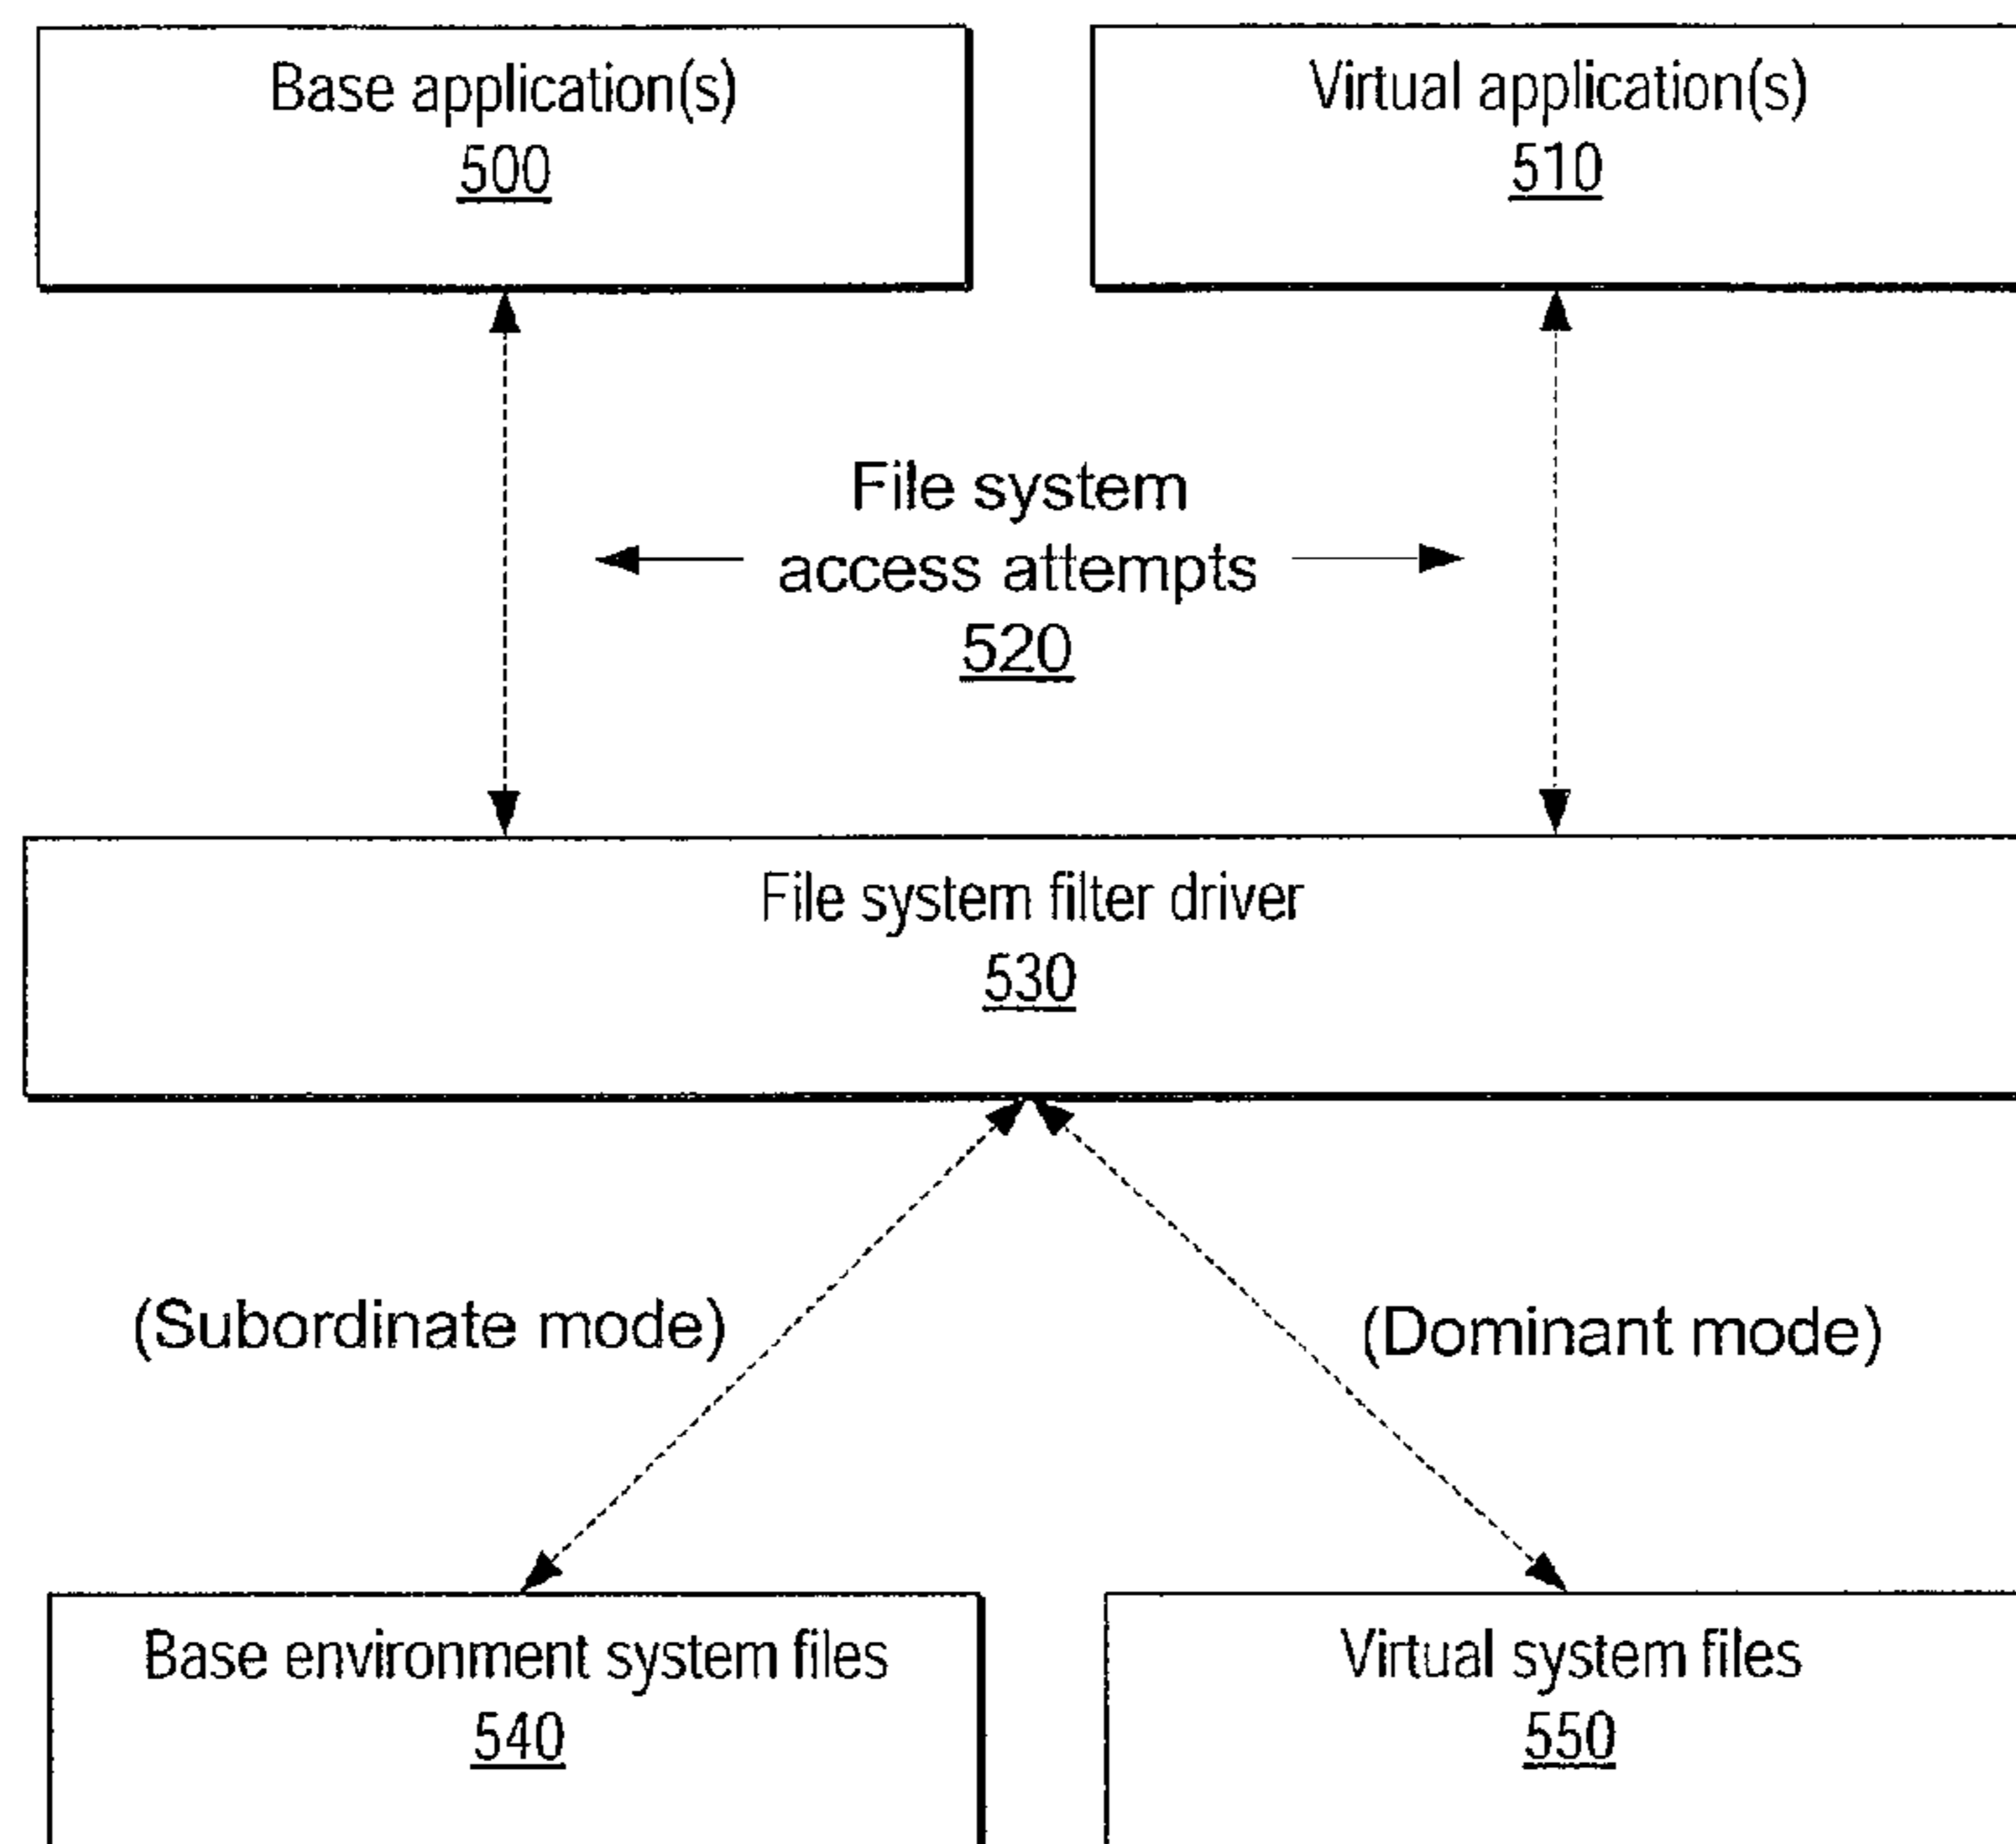 Base application(s)
500
Virtual application(s)
510
File system
access attempts
520
File system filter driver
530
(Subordinate mode)
(Dominant mode)
Base environment system files
540
Virtual system files
550